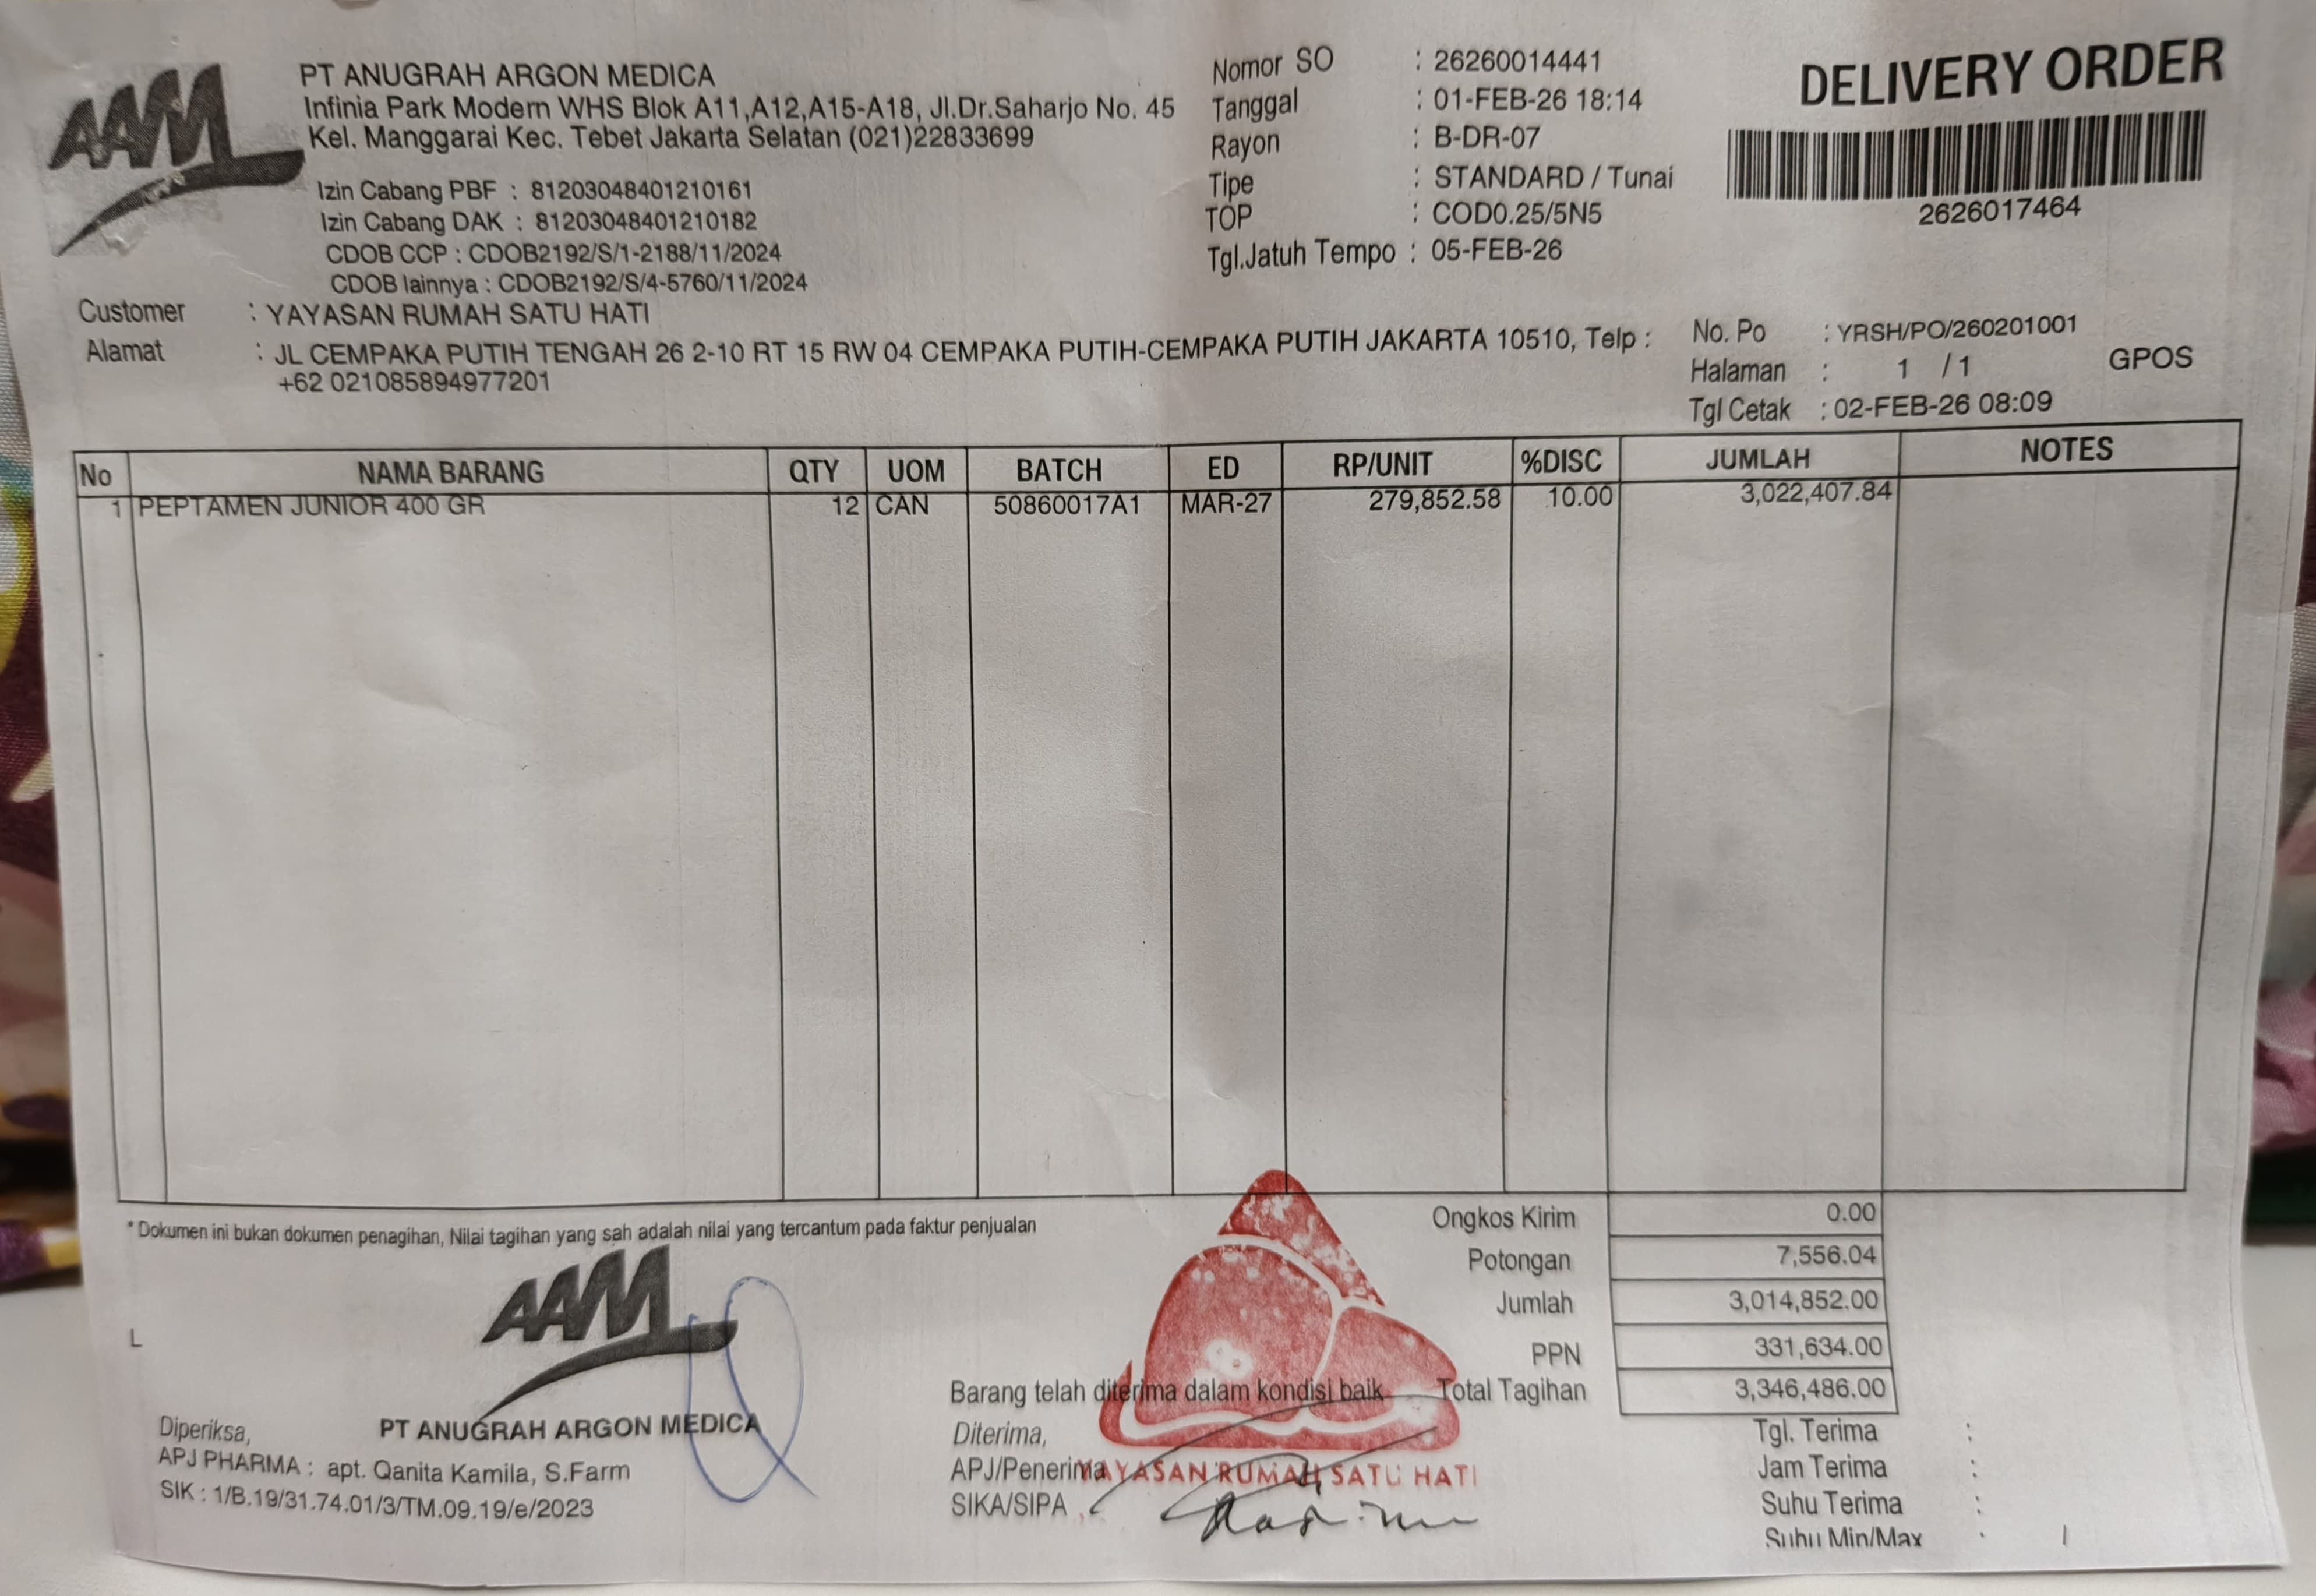 AAM
PT ANUGRAH ARGON MEDICA
Infinia Park Modern WHS Blok A11,A12,A15-A18, Jl.Dr.Saharjo No. 45
Kel. Manggarai Kec. Tebet Jakarta Selatan (021)22833699
Izin Cabang PBF : 81203048401210161
Izin Cabang DAK : 81203048401210182
CDOB CCP : CDOB2192/S/1-2188/11/2024
CDOB lainnya : CDOB2192/S/4-5760/11/2024
Nomor SO : 26260014441
Tanggal : 01-FEB-26 18:14
Rayon : B-DR-07
Tipe : STANDARD / Tunai
TOP : COD0.25/5N5
Tgl.Jatuh Tempo : 05-FEB-26
DELIVERY ORDER
2626017464
Customer : YAYASAN RUMAH SATU HATI
Alamat : JL CEMPAKA PUTIH TENGAH 26 2-10 RT 15 RW 04 CEMPAKA PUTIH-CEMPAKA PUTIH JAKARTA 10510, Telp :
+62 021085894977201
No. Po : YRSH/PO/260201001
Halaman : 1 / 1 GPOS
Tgl Cetak : 02-FEB-26 08:09
No NAMA BARANG QTY UOM BATCH ED RP/UNIT %DISC JUMLAH NOTES
1 PEPTAMEN JUNIOR 400 GR 12 CAN 50860017A1 MAR-27 279,852.58 10.00 3,022,407.84
* Dokumen ini bukan dokumen penagihan, Nilai tagihan yang sah adalah nilai yang tercantum pada faktur penjualan
Ongkos Kirim 0.00
Potongan 7,556.04
Jumlah 3,014,852.00
PPN 331,634.00
Total Tagihan 3,346,486.00
L
AAM
PT ANUGRAH ARGON MEDICA
Diperiksa,
APJ PHARMA : apt. Qanita Kamila, S.Farm
SIK : 1/B.19/31.74.01/3/TM.09.19/e/2023
Barang telah diterima dalam kondisi baik
Diterima,
APJ/Penerima
SIKA/SIPA
YAYASAN RUMAH SATU HATI
Tgl. Terima :
Jam Terima :
Suhu Terima :
Suhu Min/Max : /